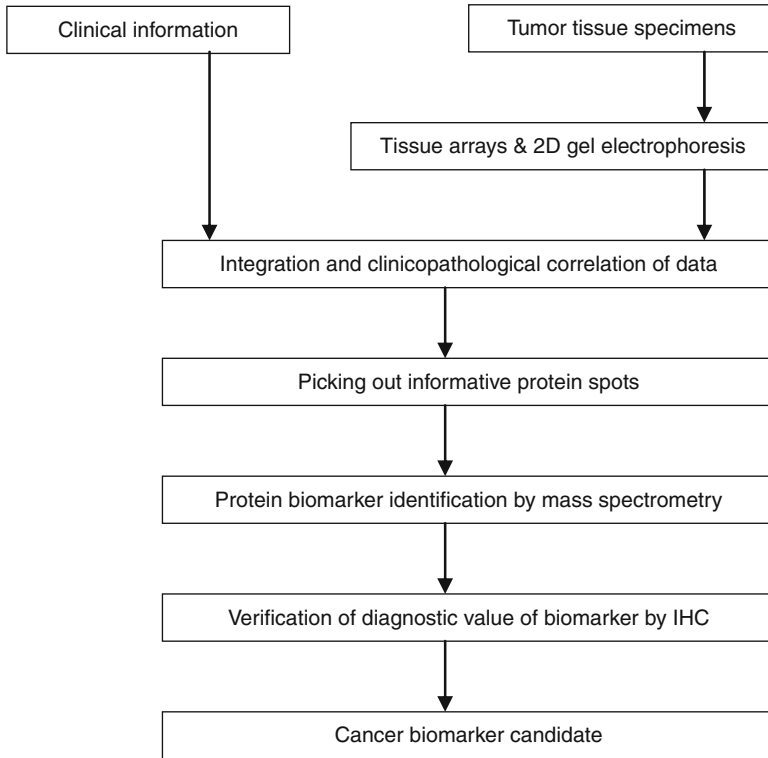 Clinical information
Tumor tissue specimens
Tissue arrays & 2D gel electrophoresis
Integration and clinicopathological correlation of data
Picking out informative protein spots
Protein biomarker identification by mass spectrometry
Verification of diagnostic value of biomarker by IHC
Cancer biomarker candidate